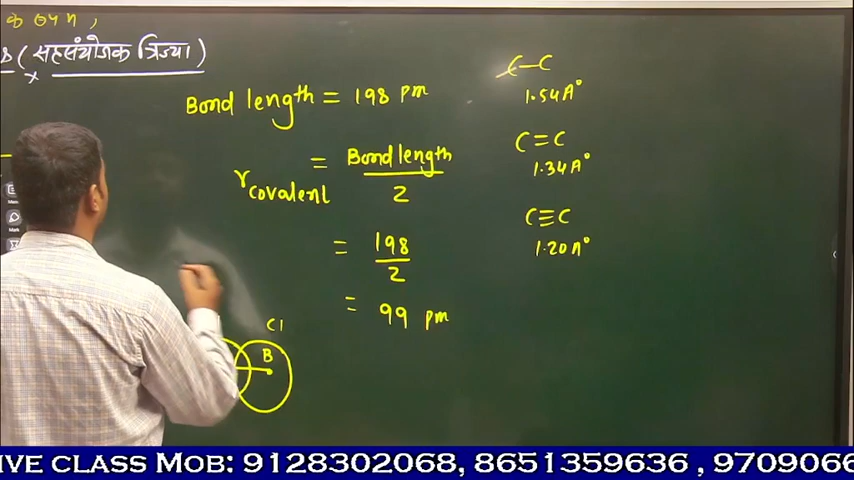 ( सहसंयोजक त्रिज्या )
Bond length = 198 pm
r covalent = Bond length / 2
= 198 / 2
= 99 pm
C-C
1.54A°
C=C
1.34A°
C≡C
1.20A°
Cl
B
IVE CLASS MOB: 9128302068, 8651359636 , 9709066